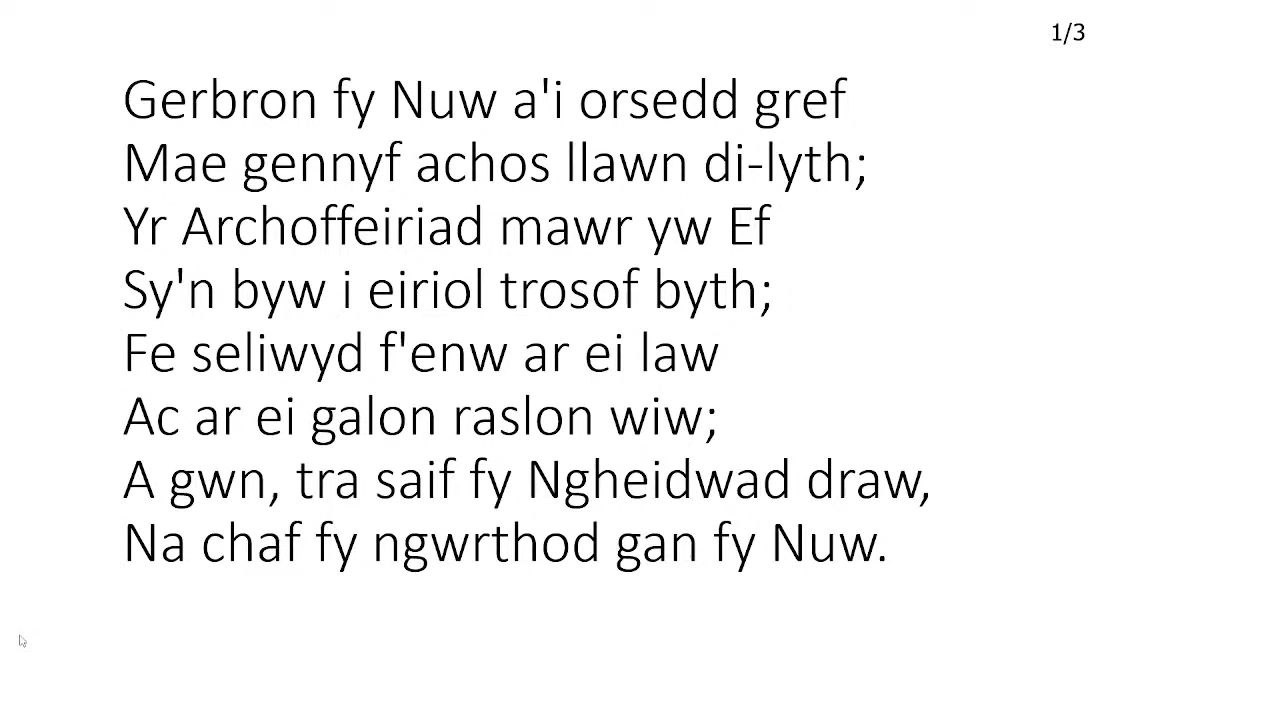 1/3
Gerbron fy Nuw a'i orsedd gref
Mae gennyf achos llawn di-lyth;
Yr Archoffeiriad mawr yw Ef
Sy'n byw i eiriol trosof byth;
Fe seliwyd f'enw ar ei law
Ac ar ei galon raslon wiw;
A gwn, tra saif fy Ngheidwad draw,
Na chaf fy ngwrthod gan fy Nuw.